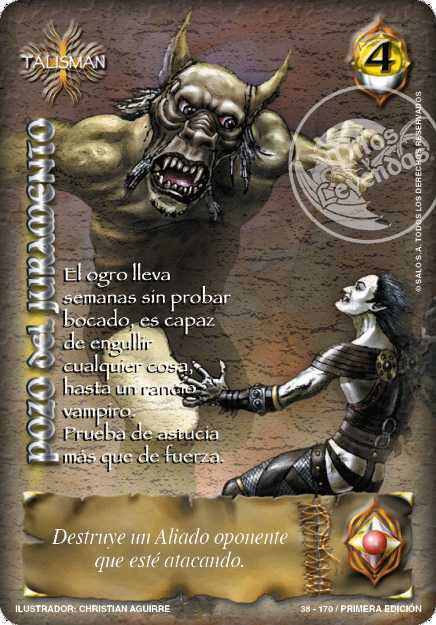 TALISMAN
4
Mitos y Leyendas
POZO del JURAMENTO
El ogro lleva
semanas sin probar
bocado, es capaz
de engullir
cualquier cosa,
hasta un rancio
vampiro.
Prueba de astucia
más que de fuerza.
© SALO S.A. TODOS LOS DERECHOS RESERVADOS
Destruye un Aliado oponente
que esté atacando.
ILUSTRADOR: CHRISTIAN AGUIRRE
38 - 170 / PRIMERA EDICIÓN